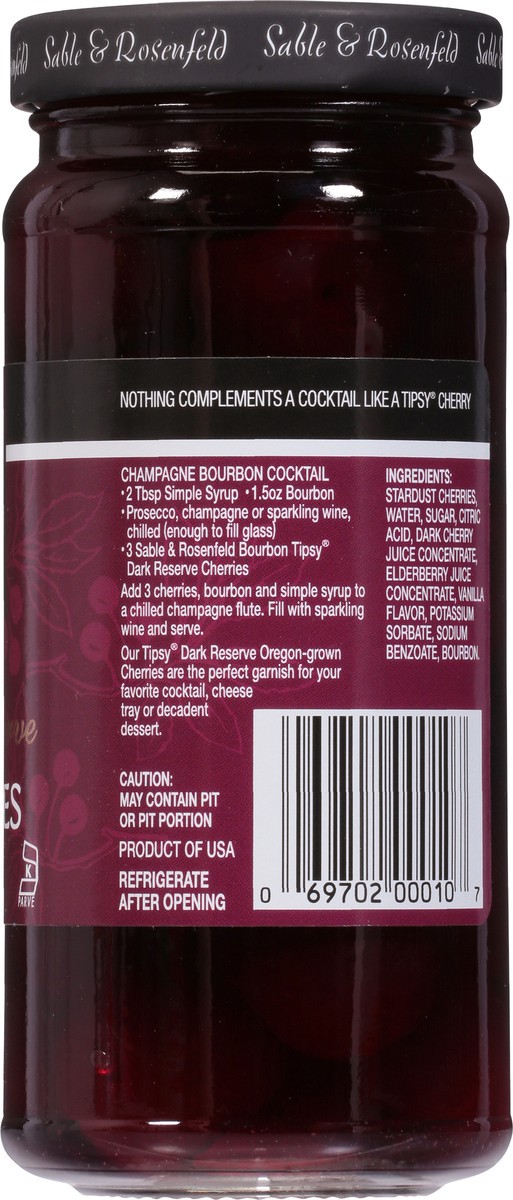 Sable & Rosenfeld Sable & Rosenfeld
NOTHING COMPLEMENTS A COCKTAIL LIKE A TIPSY® CHERRY
CHAMPAGNE BOURBON COCKTAIL
•2 Tbsp Simple Syrup •1.5oz Bourbon
•Prosecco, champagne or sparkling wine,
chilled (enough to fill glass)
•3 Sable & Rosenfeld Bourbon Tipsy®
Dark Reserve Cherries
Add 3 cherries, bourbon and simple syrup to
a chilled champagne flute. Fill with sparkling
wine and serve.
Our Tipsy® Dark Reserve Oregon-grown
Cherries are the perfect garnish for your
favorite cocktail, cheese
tray or decadent
dessert.
INGREDIENTS:
STARDUST CHERRIES,
WATER, SUGAR, CITRIC
ACID, DARK CHERRY
JUICE CONCENTRATE,
ELDERBERRY JUICE
CONCENTRATE, VANILLA
FLAVOR, POTASSIUM
SORBATE, SODIUM
BENZOATE, BOURBON.
CAUTION:
MAY CONTAIN PIT
OR PIT PORTION
PRODUCT OF USA
REFRIGERATE
AFTER OPENING
K
PARVE
0 69702 00010 7